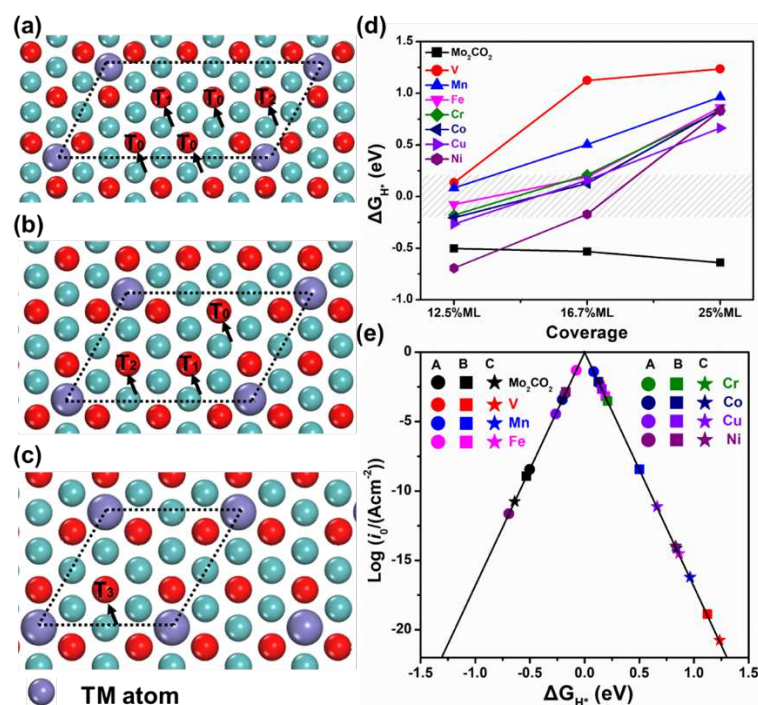 (a)
T₁ T₀ T₂
T₀ T₀
(b)
T₀
T₂ T₁
(c)
T₃
TM atom
(d)
1.5
1.0
0.5
0.0
-0.5
-1.0
ΔG_H* (eV)
Mo₂CO₂
V
Mn
Fe
Cr
Co
Cu
Ni
12.5%ML 16.7%ML 25%ML
Coverage
(e)
0
-5
-10
-15
-20
Log (i₀/(Acm⁻²)
A B C
Mo₂CO₂
V
Mn
Fe
A B C
Cr
Co
Cu
Ni
-1.5 -1.0 -0.5 0.0 0.5 1.0 1.5
ΔG_H* (eV)